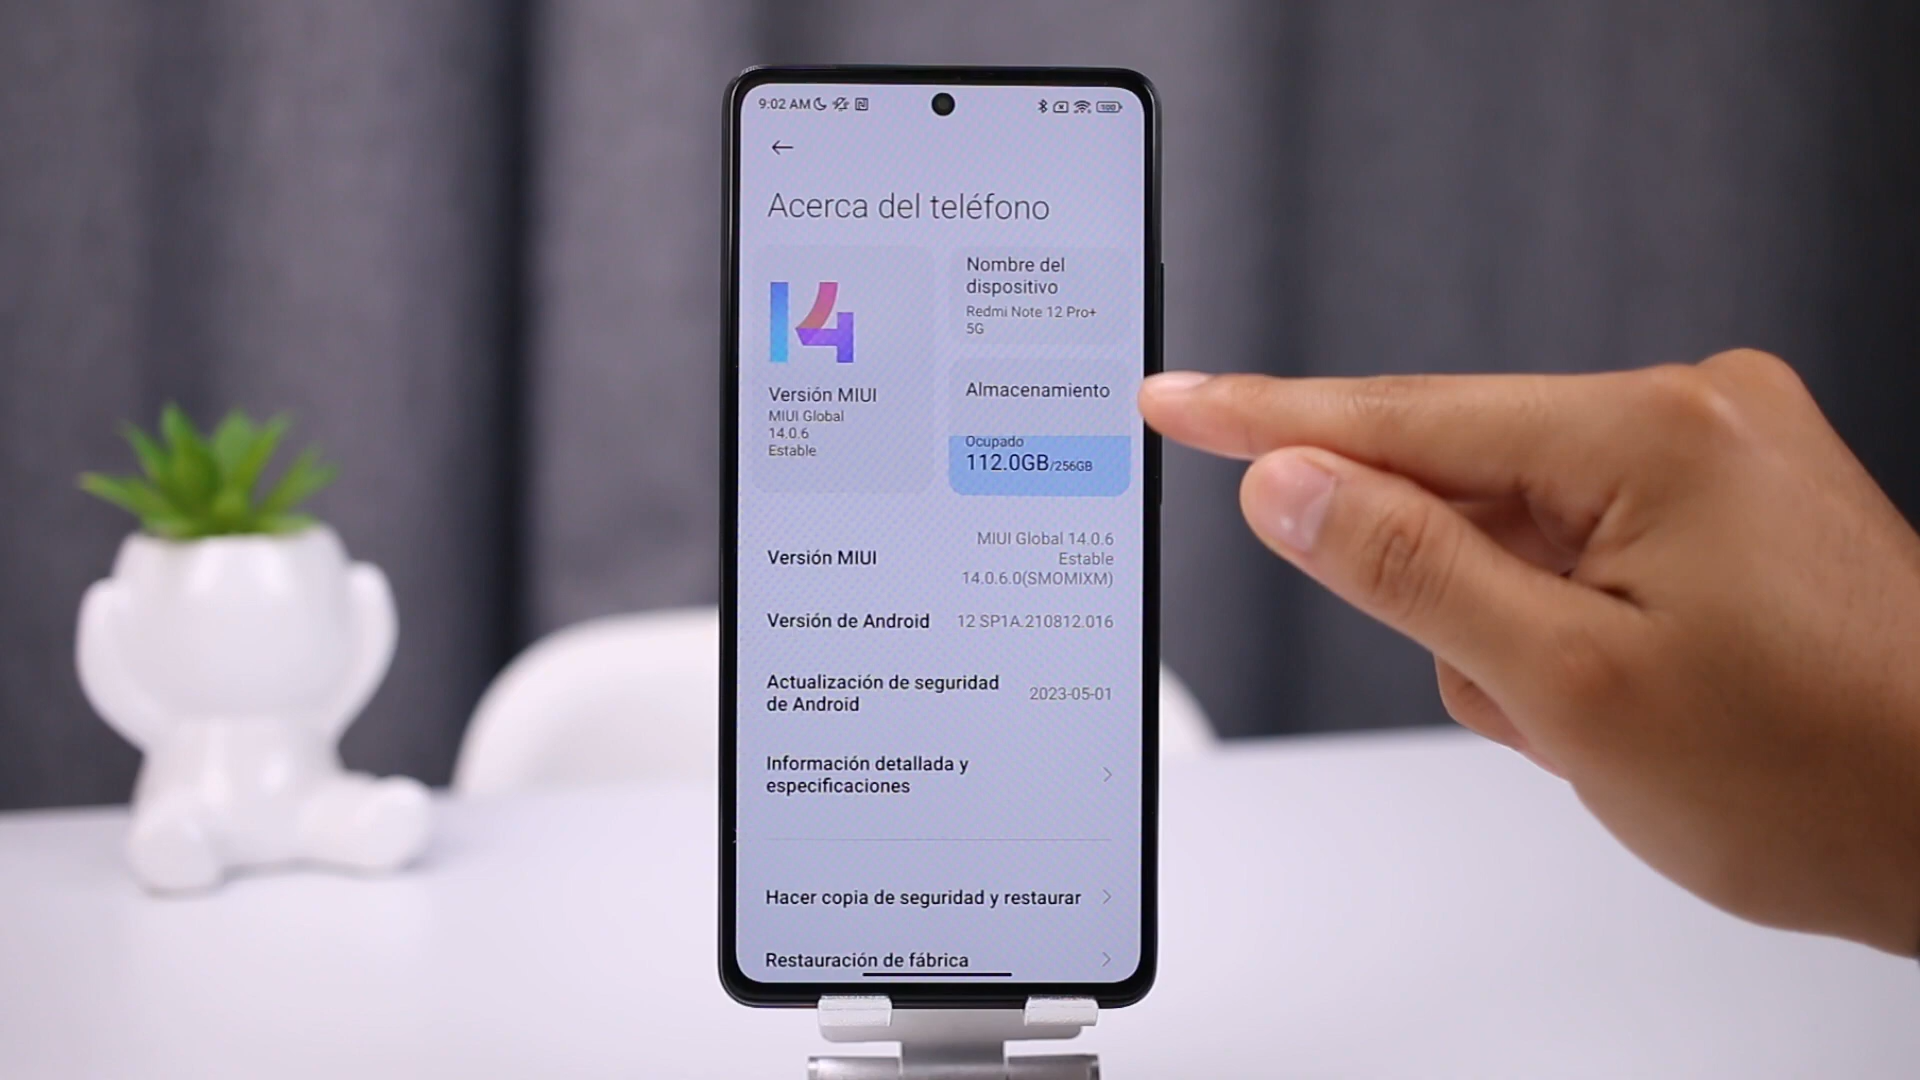 9:02 AM
100
Acerca del teléfono
14
Versión MIUI
MIUI Global
14.0.6
Estable
Nombre del
dispositivo
Redmi Note 12 Pro+
5G
Almacenamiento
Ocupado
112.0GB/256GB
Versión MIUI
MIUI Global 14.0.6
Estable
14.0.6.0(SMOMIXM)
Versión de Android
12 SP1A.210812.016
Actualización de seguridad
de Android
2023-05-01
Información detallada y
especificaciones
Hacer copia de seguridad y restaurar
Restauración de fábrica